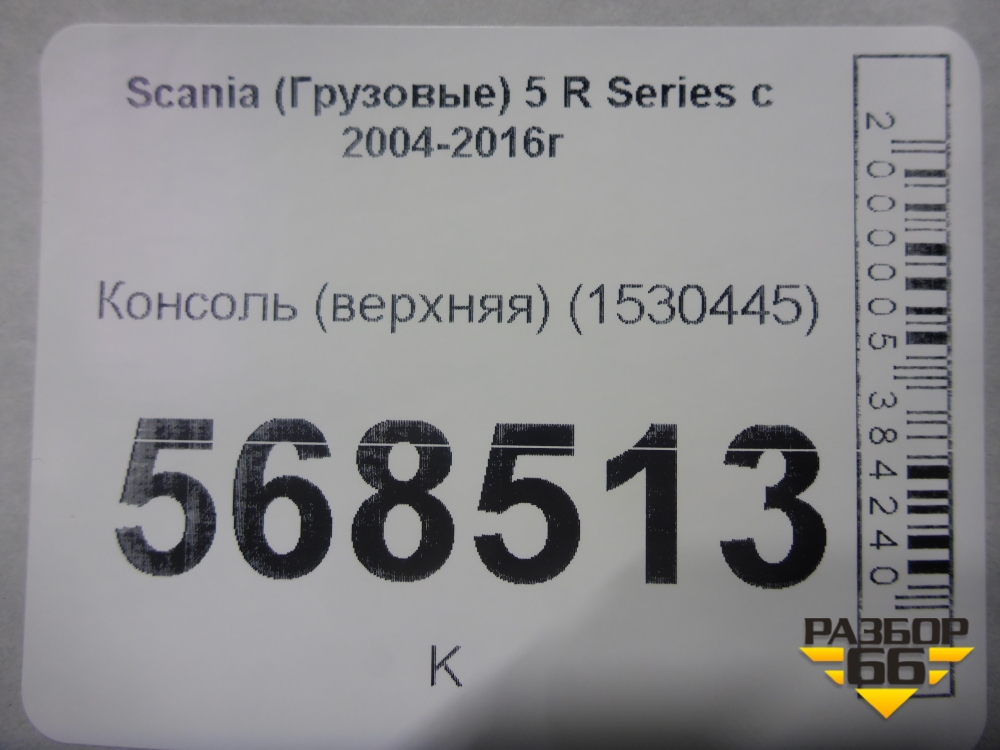 Scania (Грузовые) 5 R Series с
2004-2016г
Консоль (верхняя) (1530445)
568513
К
2000005384240
РАЗБОР
66